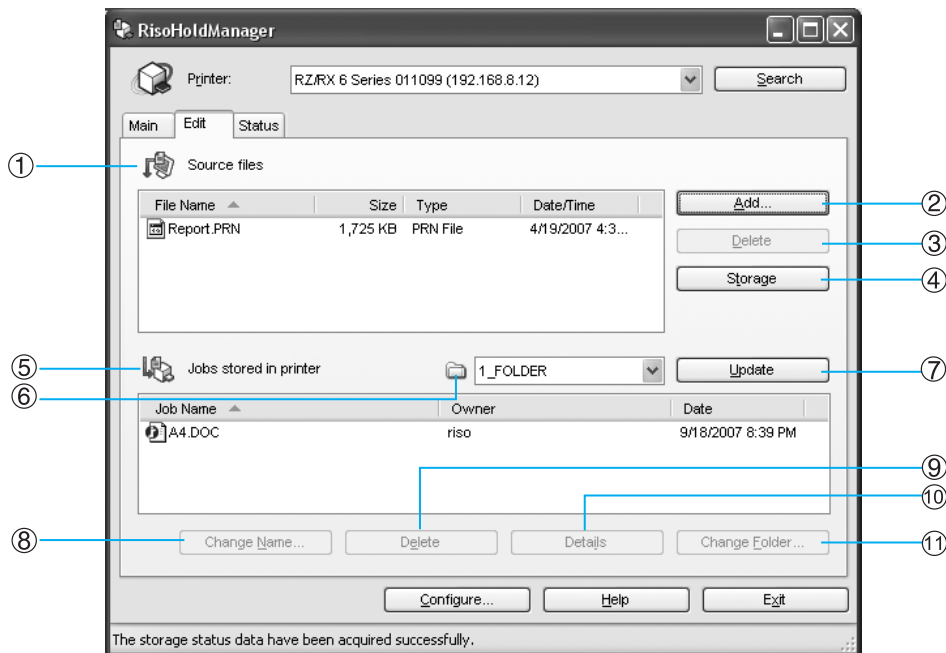 RisoHoldManager
Printer: RZ/RX 6 Series 011099 (192.168.8.12) Search
Main Edit Status
① Source files
File Name Size Type Date/Time Add... ②
Report.PRN 1,725 KB PRN File 4/19/2007 4:3...
Delete ③
Storage ④
⑤ Jobs stored in printer 1_FOLDER Update ⑦
⑥
Job Name Owner Date
A4.DOC riso 9/18/2007 8:39 PM
⑨
⑩
⑧ Change Name... Delete Details Change Folder... ⑪
Configure... Help Exit
The storage status data have been acquired successfully.